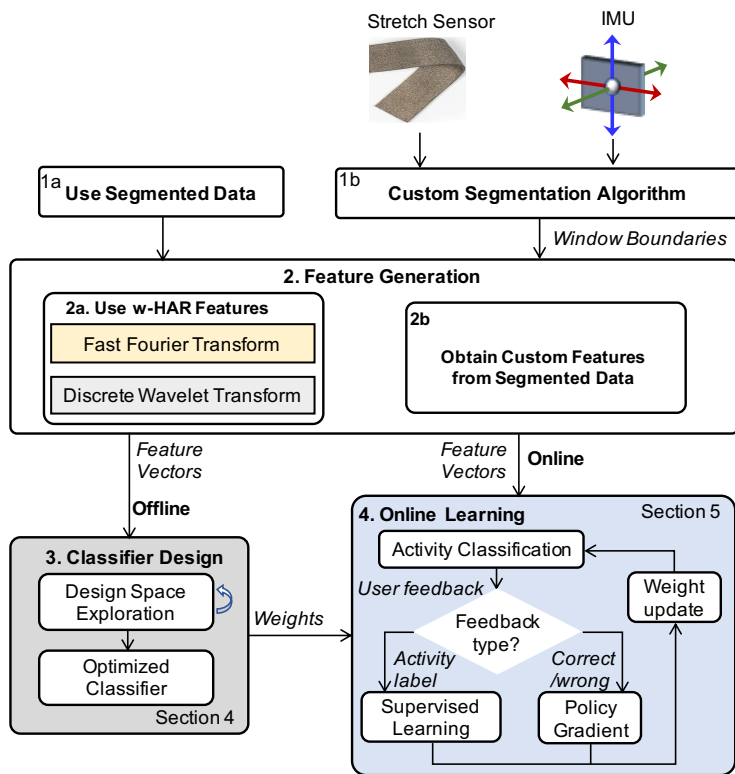 Stretch Sensor
IMU
1a
Use Segmented Data
1b
Custom Segmentation Algorithm
Window Boundaries
2. Feature Generation
2a. Use w-HAR Features
Fast Fourier Transform
Discrete Wavelet Transform
2b
Obtain Custom Features
from Segmented Data
Feature
Vectors
Offline
Feature
Vectors
Online
3. Classifier Design
Design Space
Exploration
Optimized
Classifier
Section 4
Weights
4. Online Learning
Section 5
Activity Classification
User feedback
Weight
update
Feedback
type?
Activity
label
Correct
/wrong
Supervised
Learning
Policy
Gradient